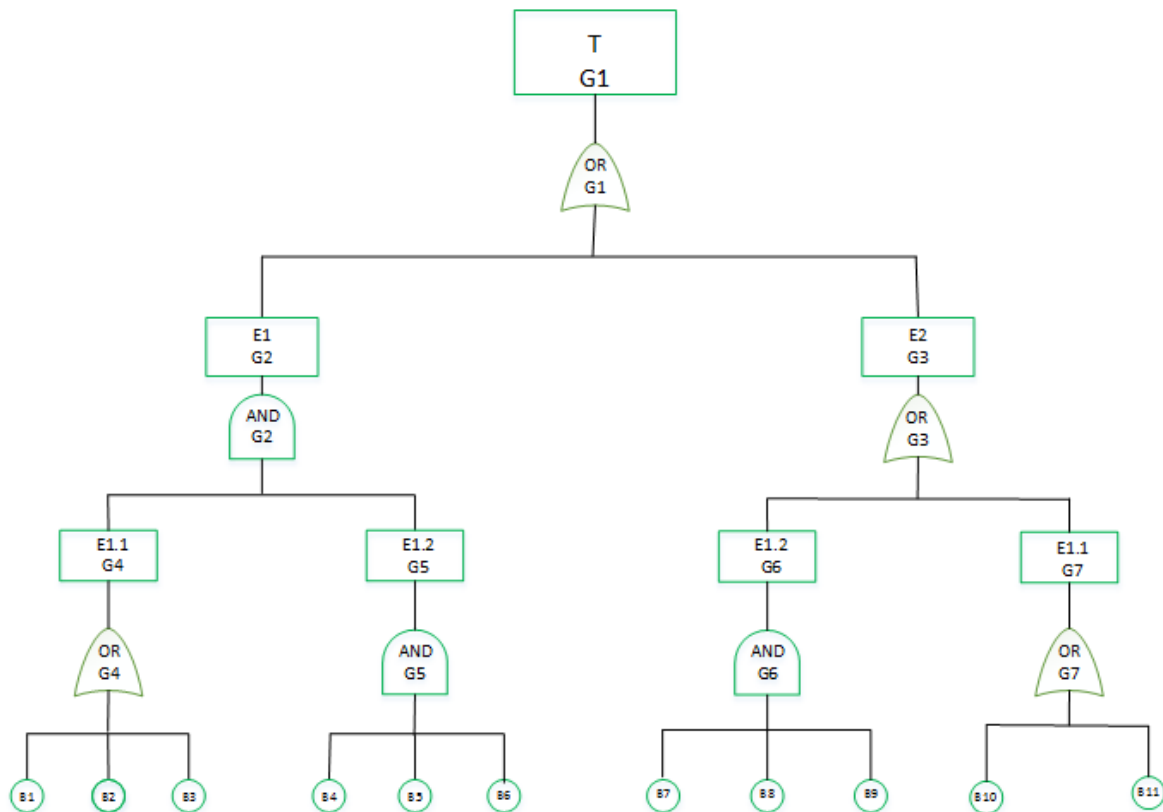 T
G1
OR
G1
E1
G2
E2
G3
AND
G2
OR
G3
E1.1
G4
E1.2
G5
E1.2
G6
E1.1
G7
OR
G4
AND
G5
AND
G6
OR
G7
B1
B2
B3
B4
B5
B6
B7
B8
B9
B10
B11